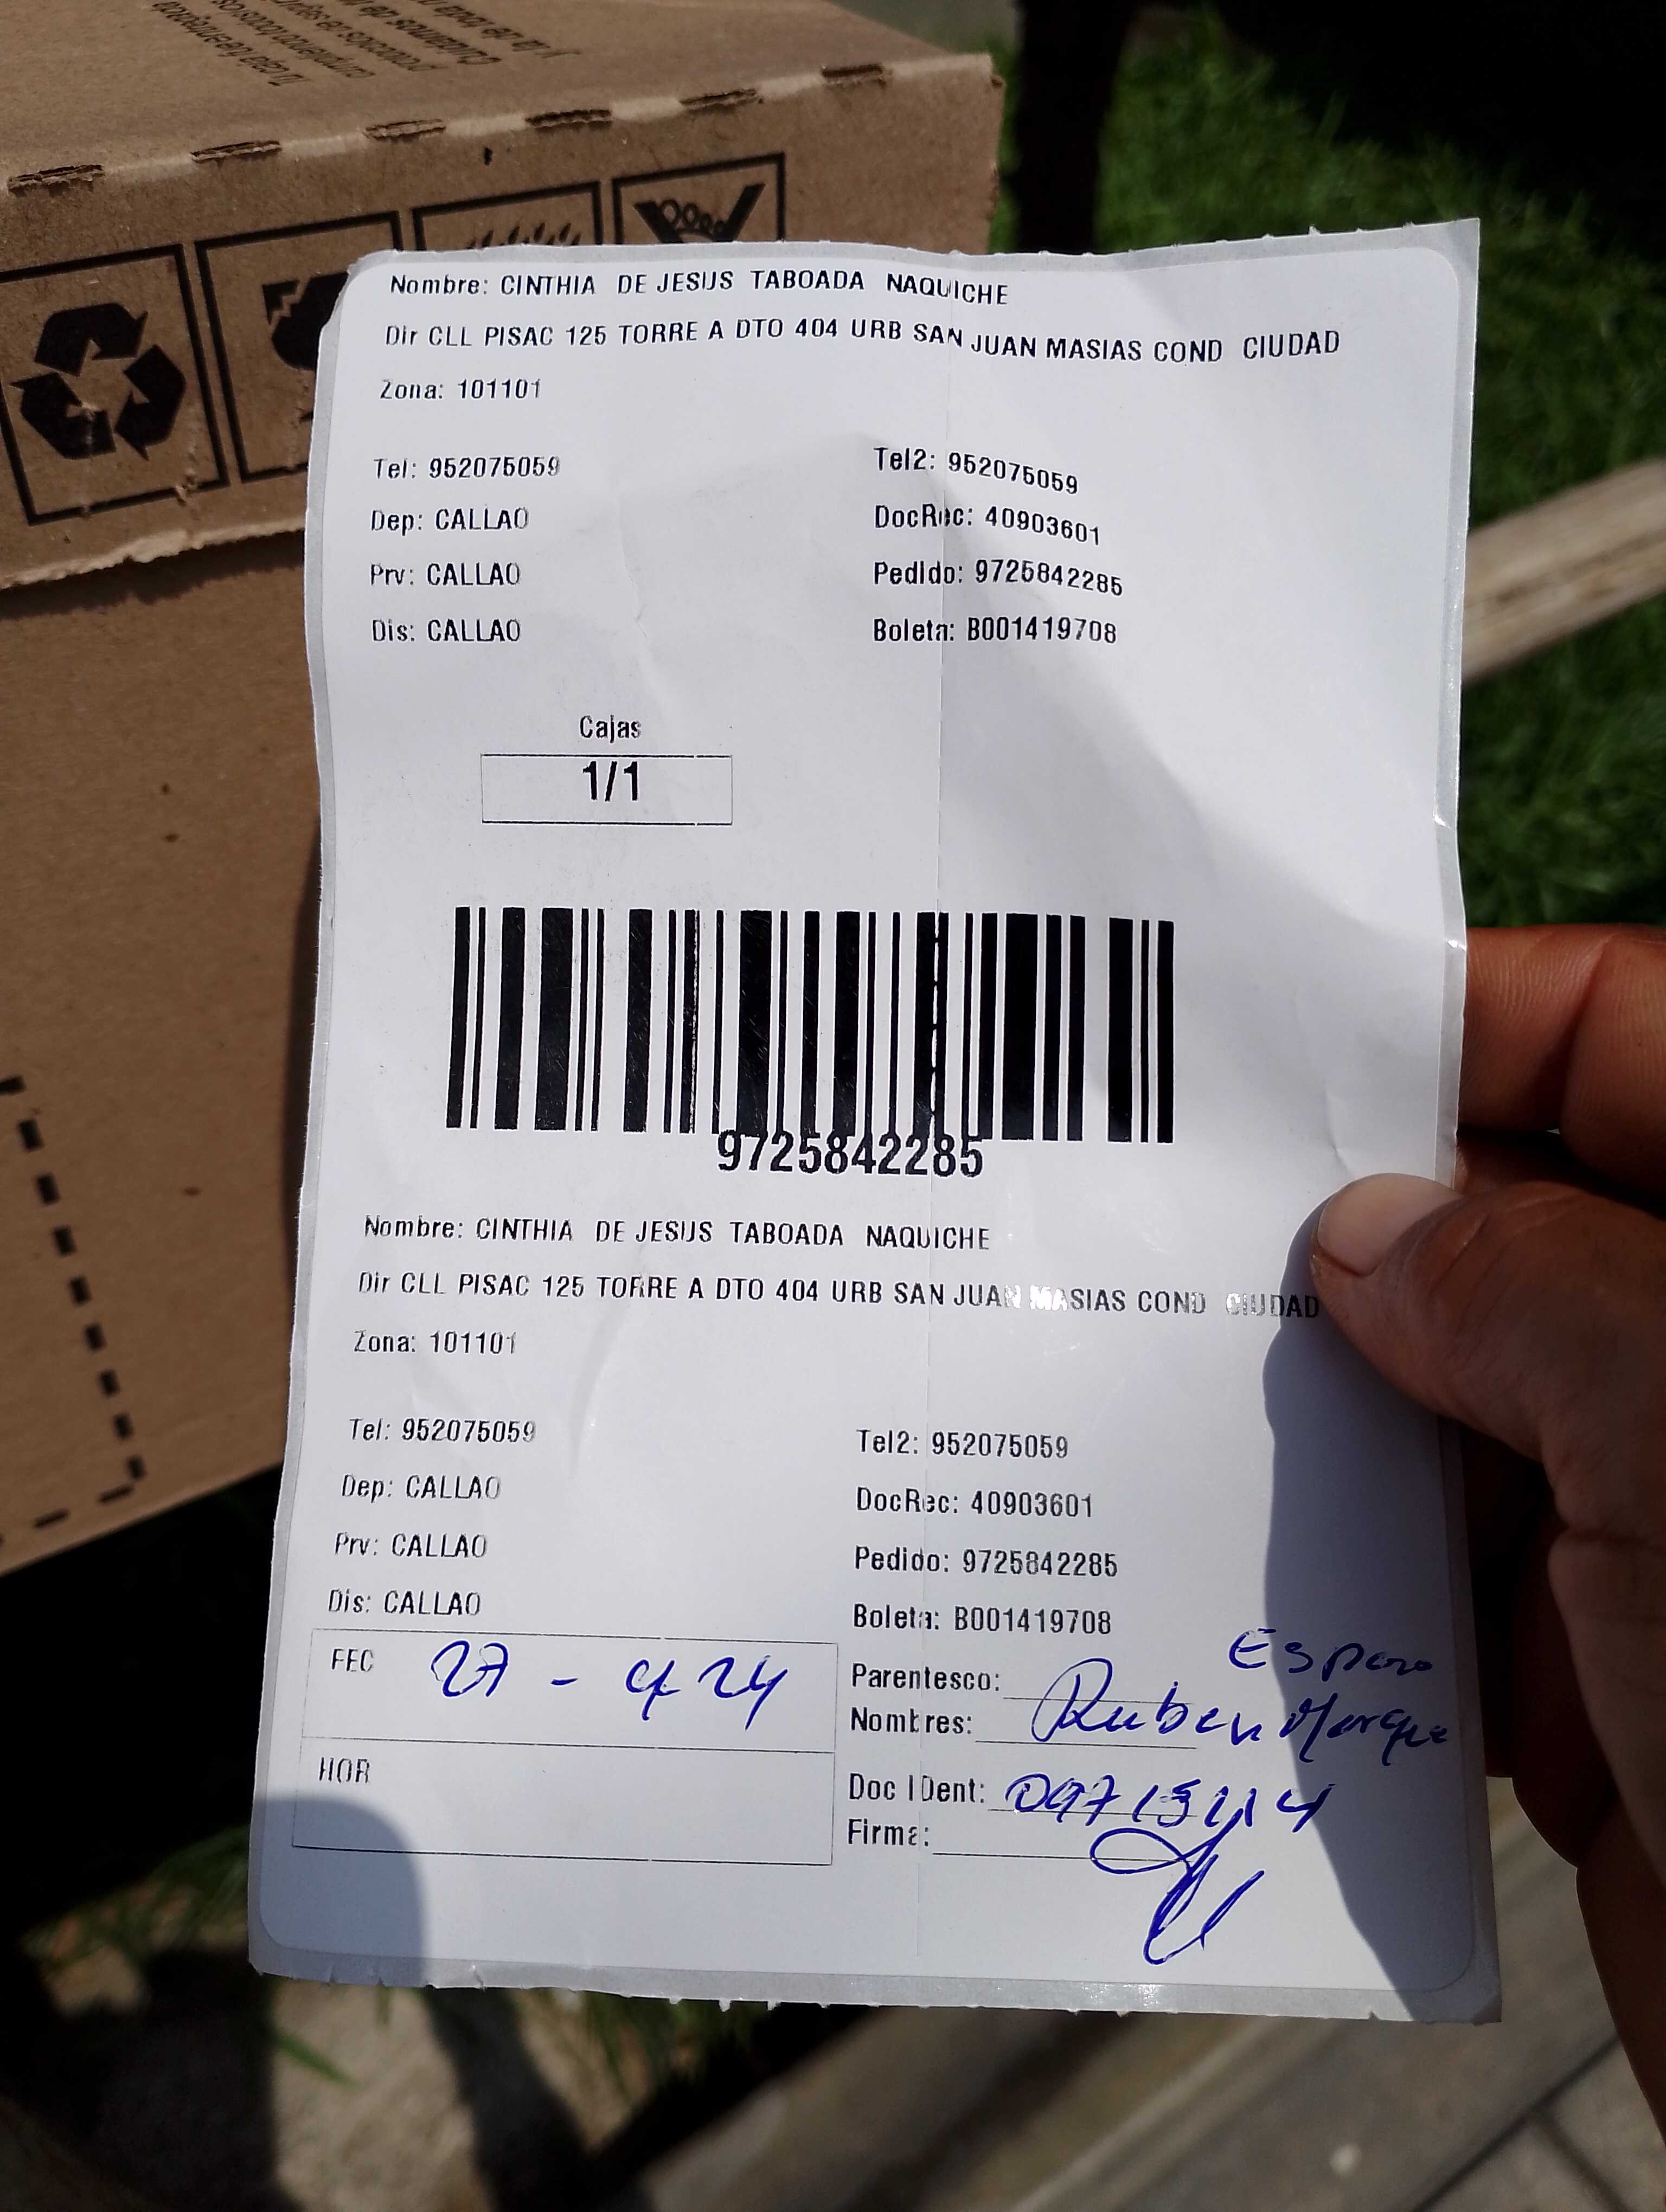 Nombre: CINTHIA DE JESUS TABOADA NAQUICHE
Dir CLL PISAC 125 TORRE A DTO 404 URB SAN JUAN MASIAS COND CIUDAD
Zona: 101101
Tel: 952075059 Tel2: 952075059
Dep: CALLAO DocRec: 40903601
Prv: CALLAO Pedido: 9725842285
Dis: CALLAO Boleta: B001419708
Cajas
1/1
9725842285
Nombre: CINTHIA DE JESUS TABOADA NAQUICHE
Dir CLL PISAC 125 TORRE A DTO 404 URB SAN JUAN MASIAS COND CIUDAD
Zona: 101101
Tel: 952075059 Tel2: 952075059
Dep: CALLAO DocRec: 40903601
Prv: CALLAO Pedido: 9725842285
Dis: CALLAO Boleta: B001419708
FEC 27 - 4 24 Parentesco: Esposo
Nombres: Ruben
HOR Doc IDent:
Firma: